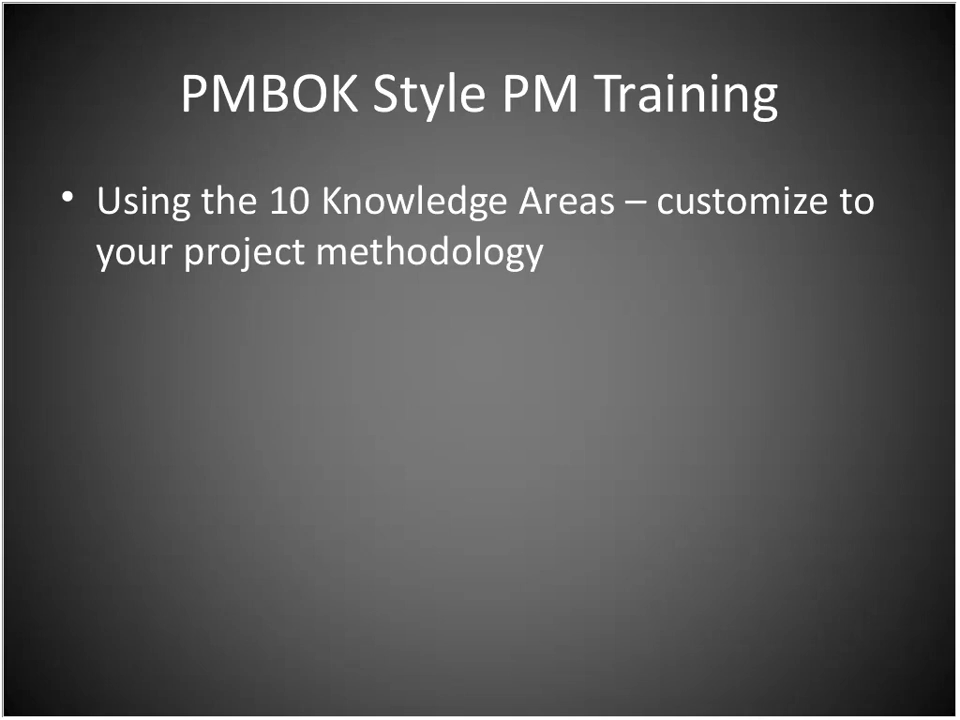 PMBOK Style PM Training
• Using the 10 Knowledge Areas – customize to
your project methodology